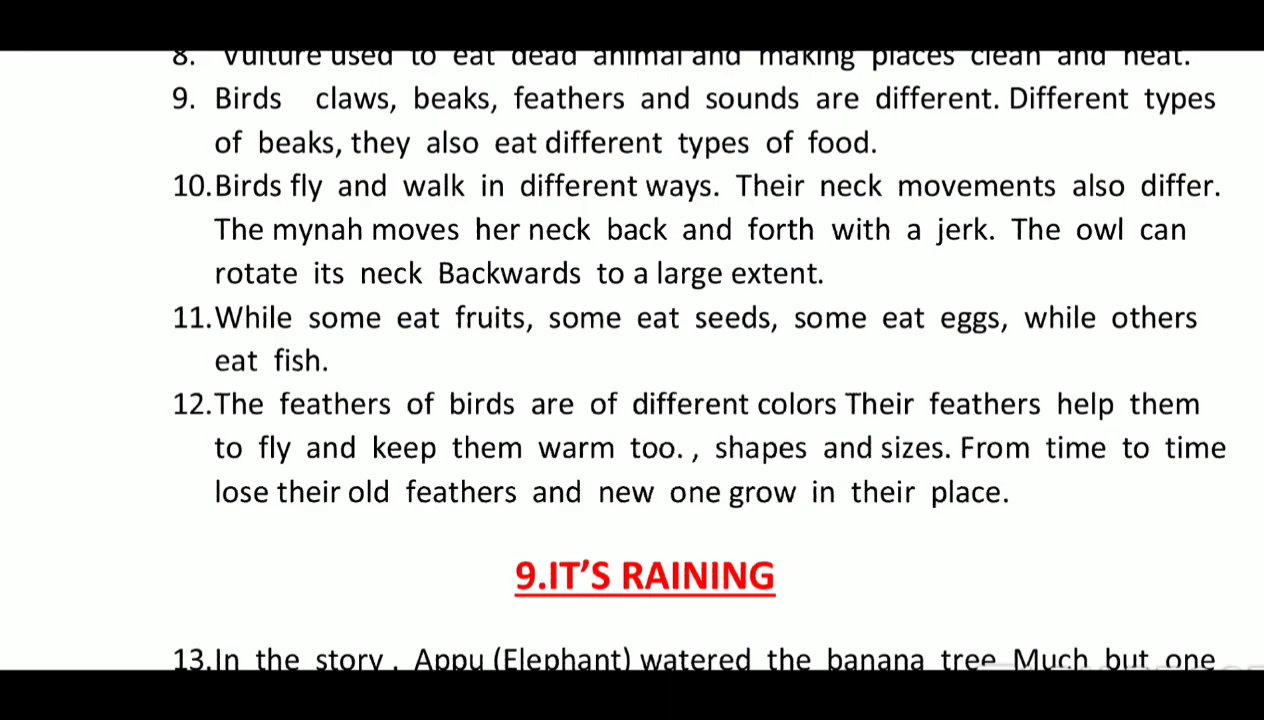 8. Vulture used to eat dead animal and making places clean and neat.
9. Birds claws, beaks, feathers and sounds are different. Different types
of beaks, they also eat different types of food.
10.Birds fly and walk in different ways. Their neck movements also differ.
The mynah moves her neck back and forth with a jerk. The owl can
rotate its neck Backwards to a large extent.
11.While some eat fruits, some eat seeds, some eat eggs, while others
eat fish.
12.The feathers of birds are of different colors Their feathers help them
to fly and keep them warm too. , shapes and sizes. From time to time
lose their old feathers and new one grow in their place.
9.IT’S RAINING
13.In the story , Appu (Elephant) watered the banana tree Much but one